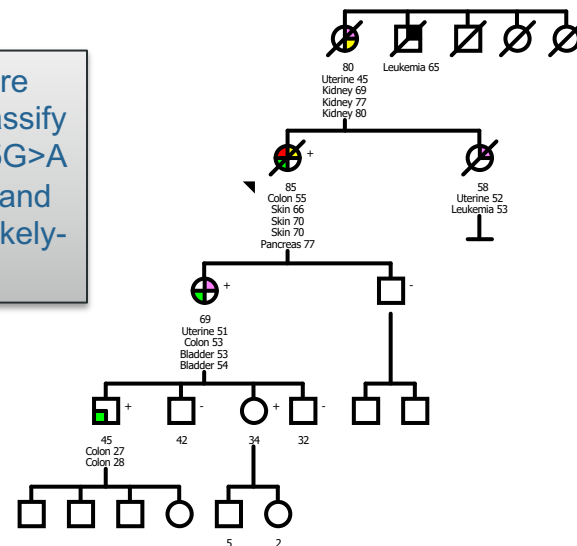 re
assify
G>A
and
kely-
80
Uterine 45
Kidney 69
Kidney 77
Kidney 80
Leukemia 65
+
85
Colon 55
Skin 66
Skin 70
Skin 70
Pancreas 77
58
Uterine 52
Leukemia 53
+
69
Uterine 51
Colon 53
Bladder 53
Bladder 54
-
+
45
Colon 27
Colon 28
-
42
+
34
-
32
5
2